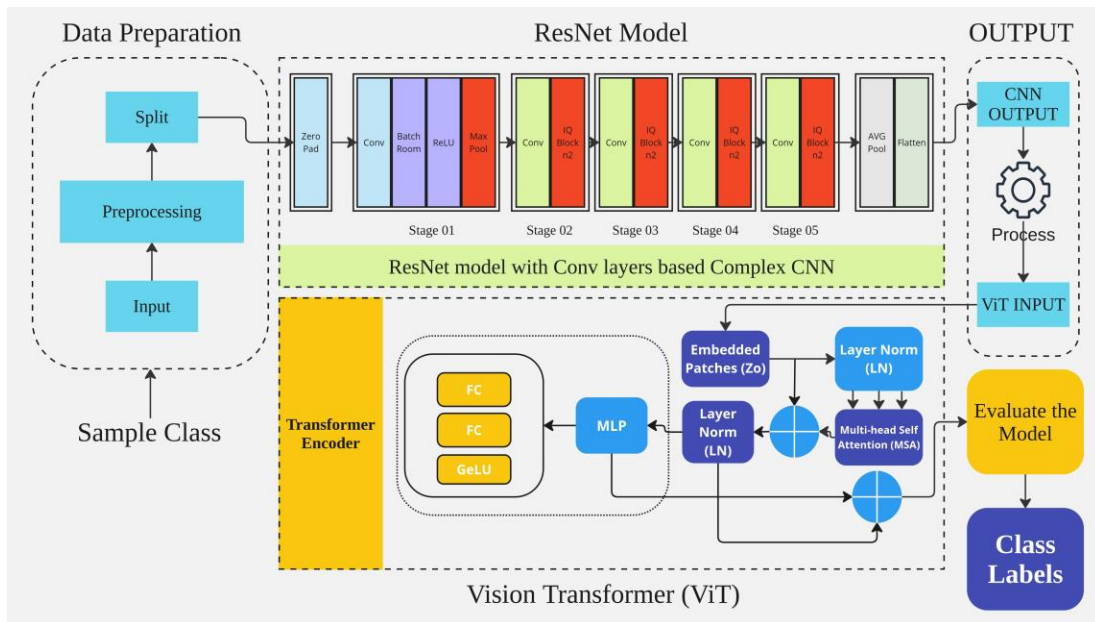 Data Preparation
Split
Preprocessing
Input
Sample Class
ResNet Model
Zero
Pad
Conv
Batch
Room
ReLU
Max
Pool
Conv
IQ
Block
n2
Conv
IQ
Block
n2
Conv
IQ
Block
n2
Conv
IQ
Block
n2
AVG
Pool
Flatten
Stage 01
Stage 02
Stage 03
Stage 04
Stage 05
ResNet model with Conv layers based Complex CNN
OUTPUT
CNN
OUTPUT
Process
ViT INPUT
Transformer
Encoder
FC
FC
GeLU
MLP
Embedded
Patches (Zo)
Layer Norm
(LN)
Layer
Norm
(LN)
Multi-head Self
Attention (MSA)
Evaluate the
Model
Class
Labels
Vision Transformer (ViT)